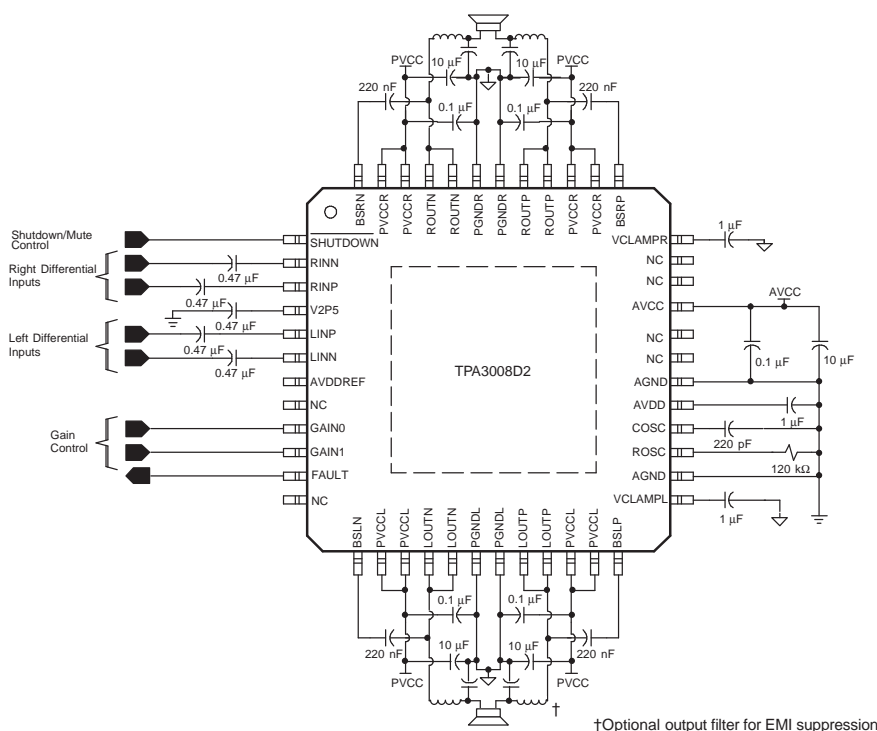 PVCC 10 µF 10 µF PVCC
220 nF 220 nF
0.1 µF 0.1 µF
BSRN PVCCR PVCCR ROUTN ROUTN PGNDR PGNDR ROUTP ROUTP PVCCR PVCCR BSRP
Shutdown/Mute
Control
SHUTDOWN
VCLAMPR
1 µF
Right Differential
Inputs
RINN
0.47 µF
NC
RINP
0.47 µF
NC
V2P5
0.47 µF
AVCC
AVCC
Left Differential
Inputs
LINP
0.47 µF
NC
LINN
0.47 µF
NC
0.1 µF
10 µF
TPA3008D2
AVDDREF
AGND
NC
AVDD
1 µF
Gain
Control
GAIN0
COSC
220 pF
GAIN1
ROSC
120 kΩ
FAULT
AGND
NC
VCLAMPL
1 µF
BSLN PVCCL PVCCL LOUTN LOUTN PGNDL PGNDL LOUTP LOUTP PVCCL PVCCL BSLP
0.1 µF 0.1 µF
220 nF 10 µF 10 µF 220 nF
PVCC PVCC
†
†Optional output filter for EMI suppression